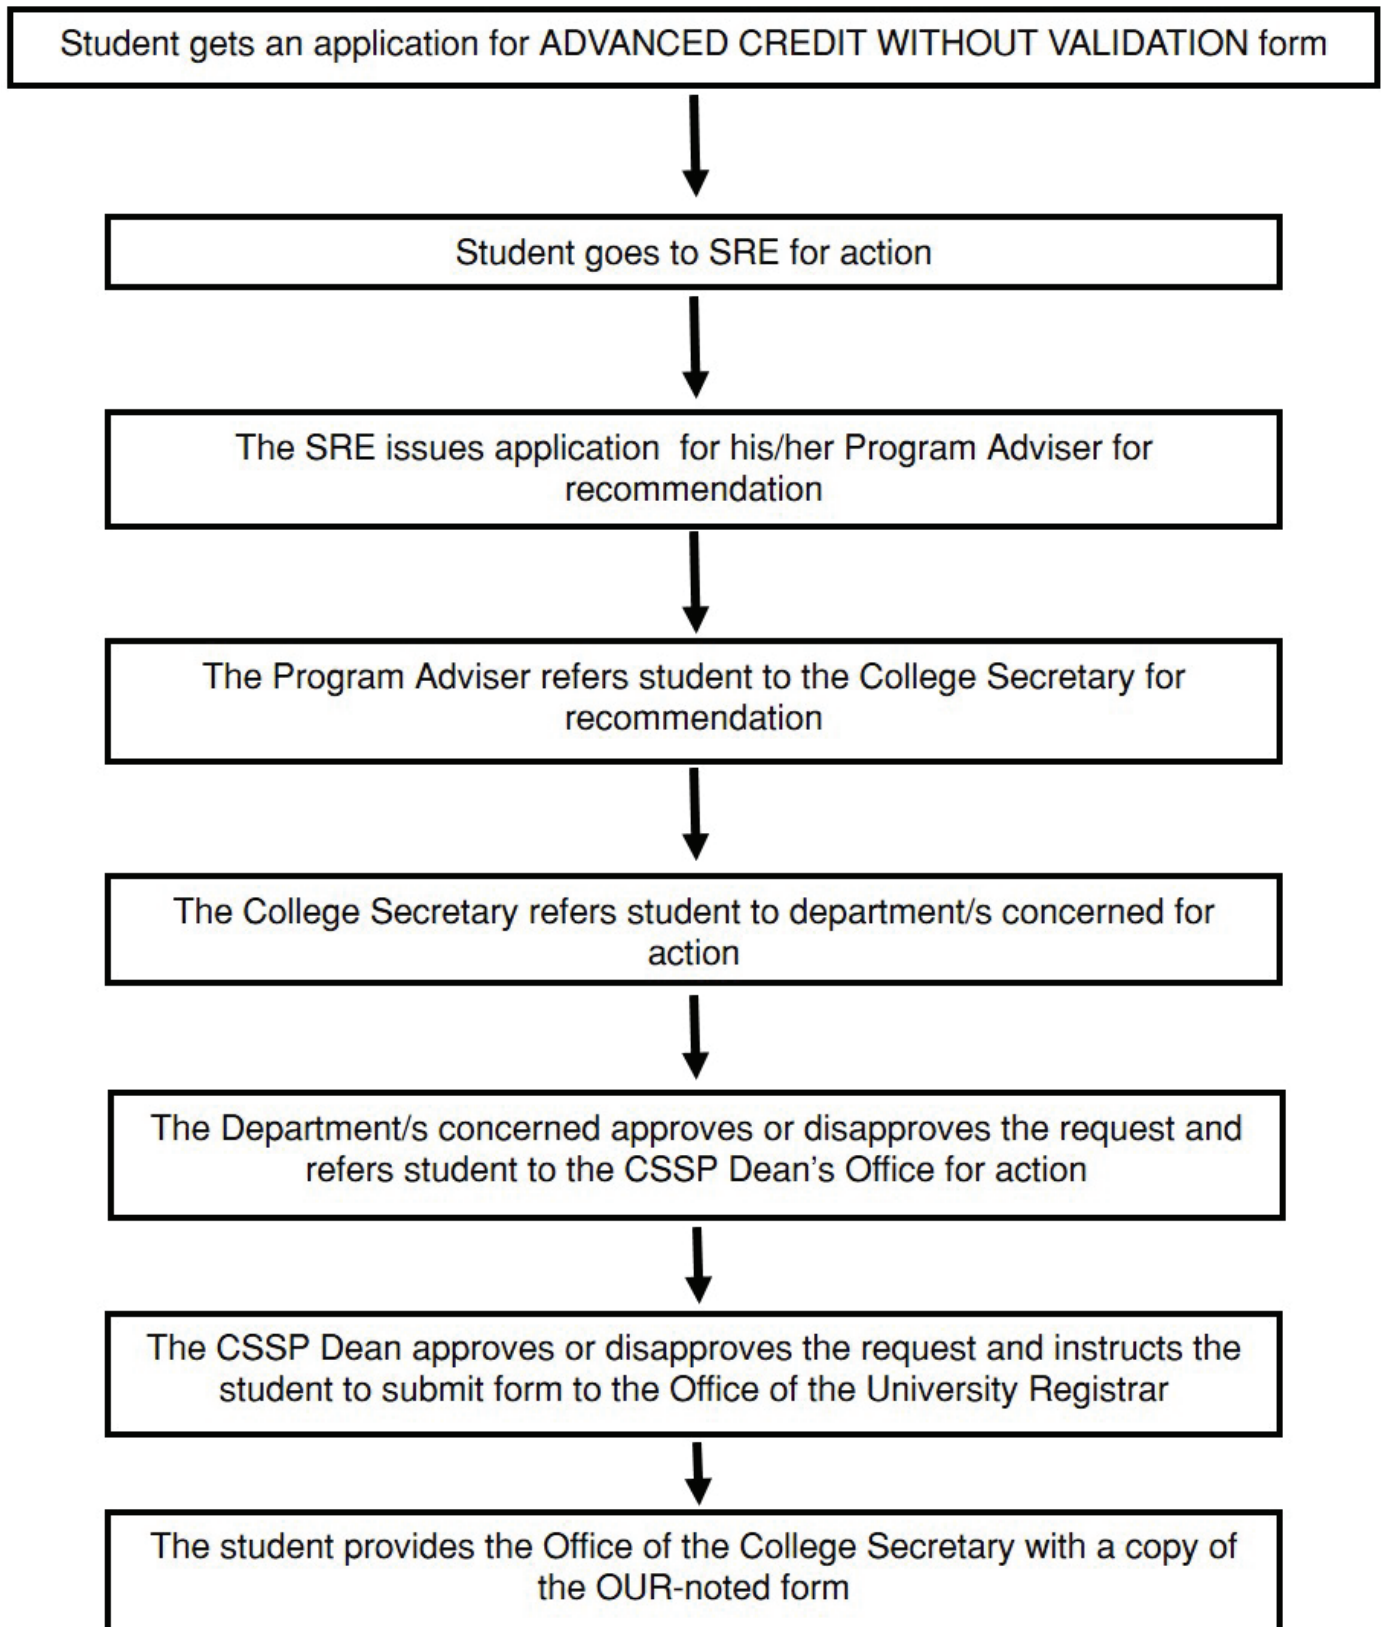 Student gets an application for ADVANCED CREDIT WITHOUT VALIDATION form
Student goes to SRE for action
The SRE issues application  for his/her Program Adviser for
recommendation
The Program Adviser refers student to the College Secretary for
recommendation
The College Secretary refers student to department/s concerned for
action
The Department/s concerned approves or disapproves the request and
refers student to the CSSP Dean’s Office for action
The CSSP Dean approves or disapproves the request and instructs the
student to submit form to the Office of the University Registrar
The student provides the Office of the College Secretary with a copy of
the OUR-noted form